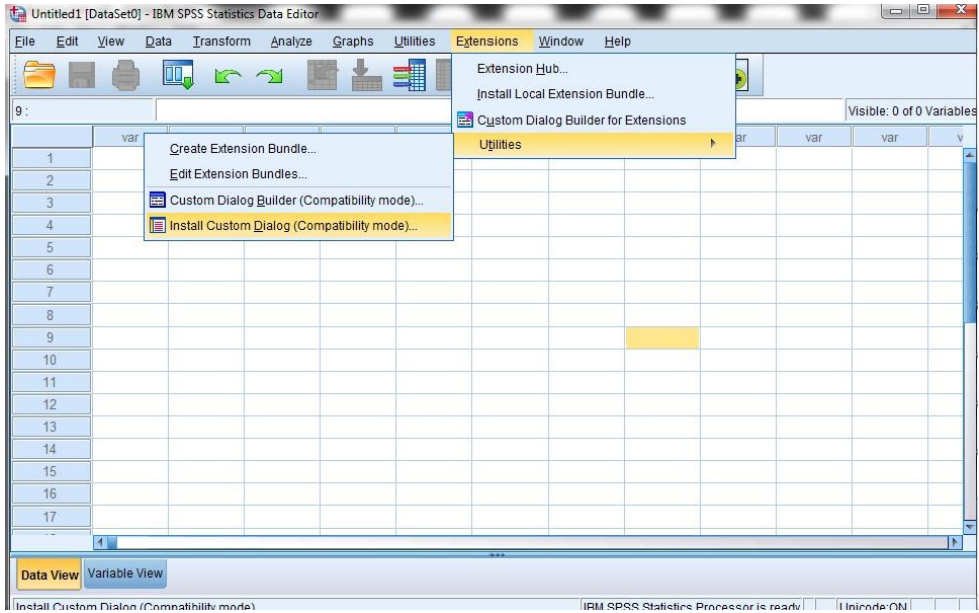 Untitled1 [DataSet0] - IBM SPSS Statistics Data Editor
File Edit View Data Transform Analyze Graphs Utilities Extensions Window Help
Extension Hub...
Install Local Extension Bundle...
Custom Dialog Builder for Extensions
Utilities
9 :
Visible: 0 of 0 Variables
var
ar
var
var
Create Extension Bundle...
Edit Extension Bundles...
Custom Dialog Builder (Compatibility mode)...
Install Custom Dialog (Compatibility mode)...
1
2
3
4
5
6
7
8
9
10
11
12
13
14
15
16
17
Data View Variable View
Install Custom Dialog (Compatibility mode) IBM SPSS Statistics Processor is ready Unicode:ON